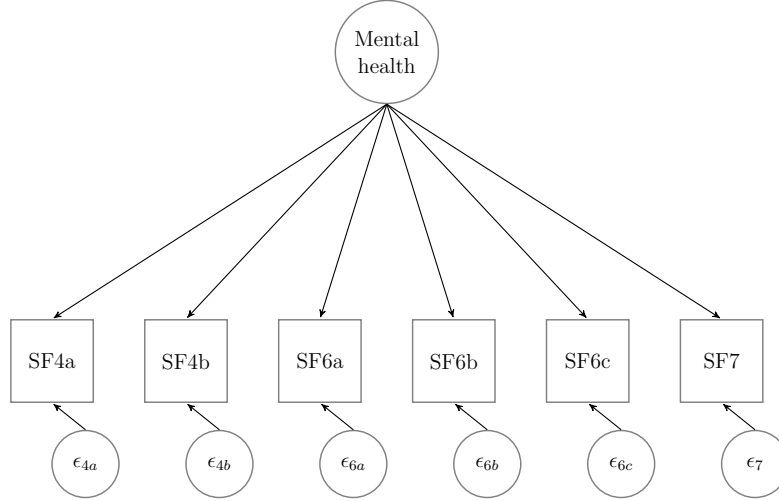 Mental
health
SF4a SF4b SF6a SF6b SF6c SF7
ϵ4a ϵ4b ϵ6a ϵ6b ϵ6c ϵ7